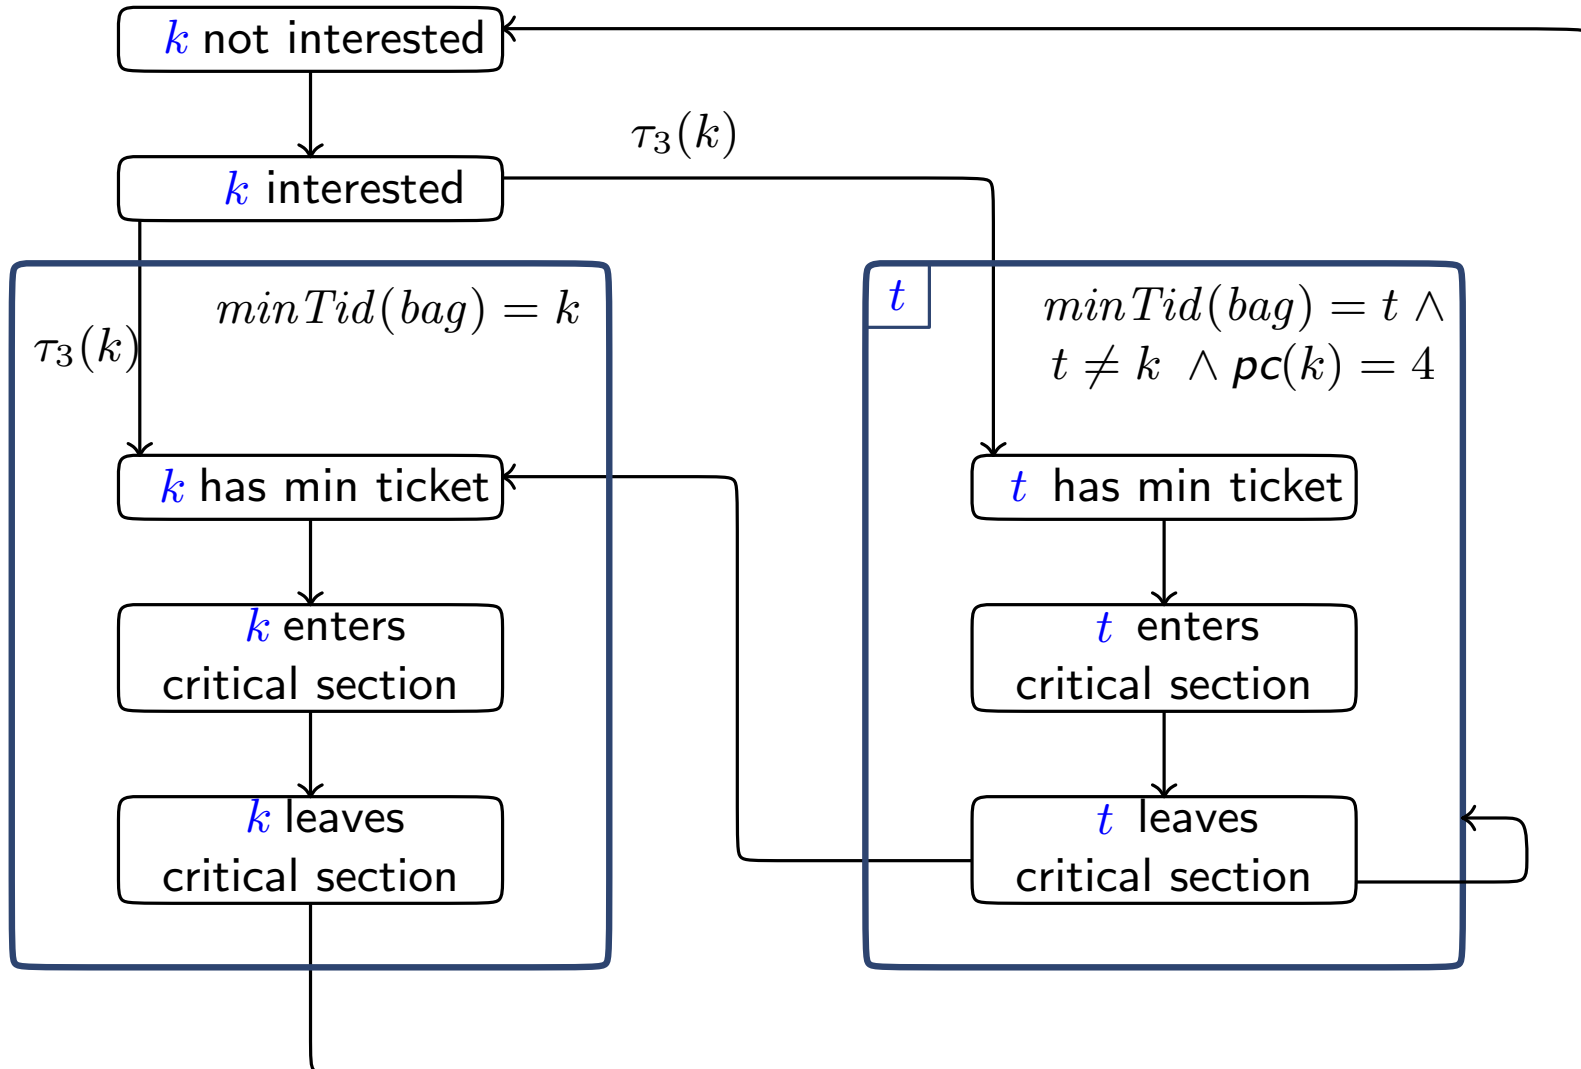 k not interested
τ₃(k)
k interested
minTid(bag) = k
τ₃(k)
k has min ticket
k enters
critical section
k leaves
critical section
t
minTid(bag) = t ∧
t ≠ k ∧ pc(k) = 4
t has min ticket
t enters
critical section
t leaves
critical section